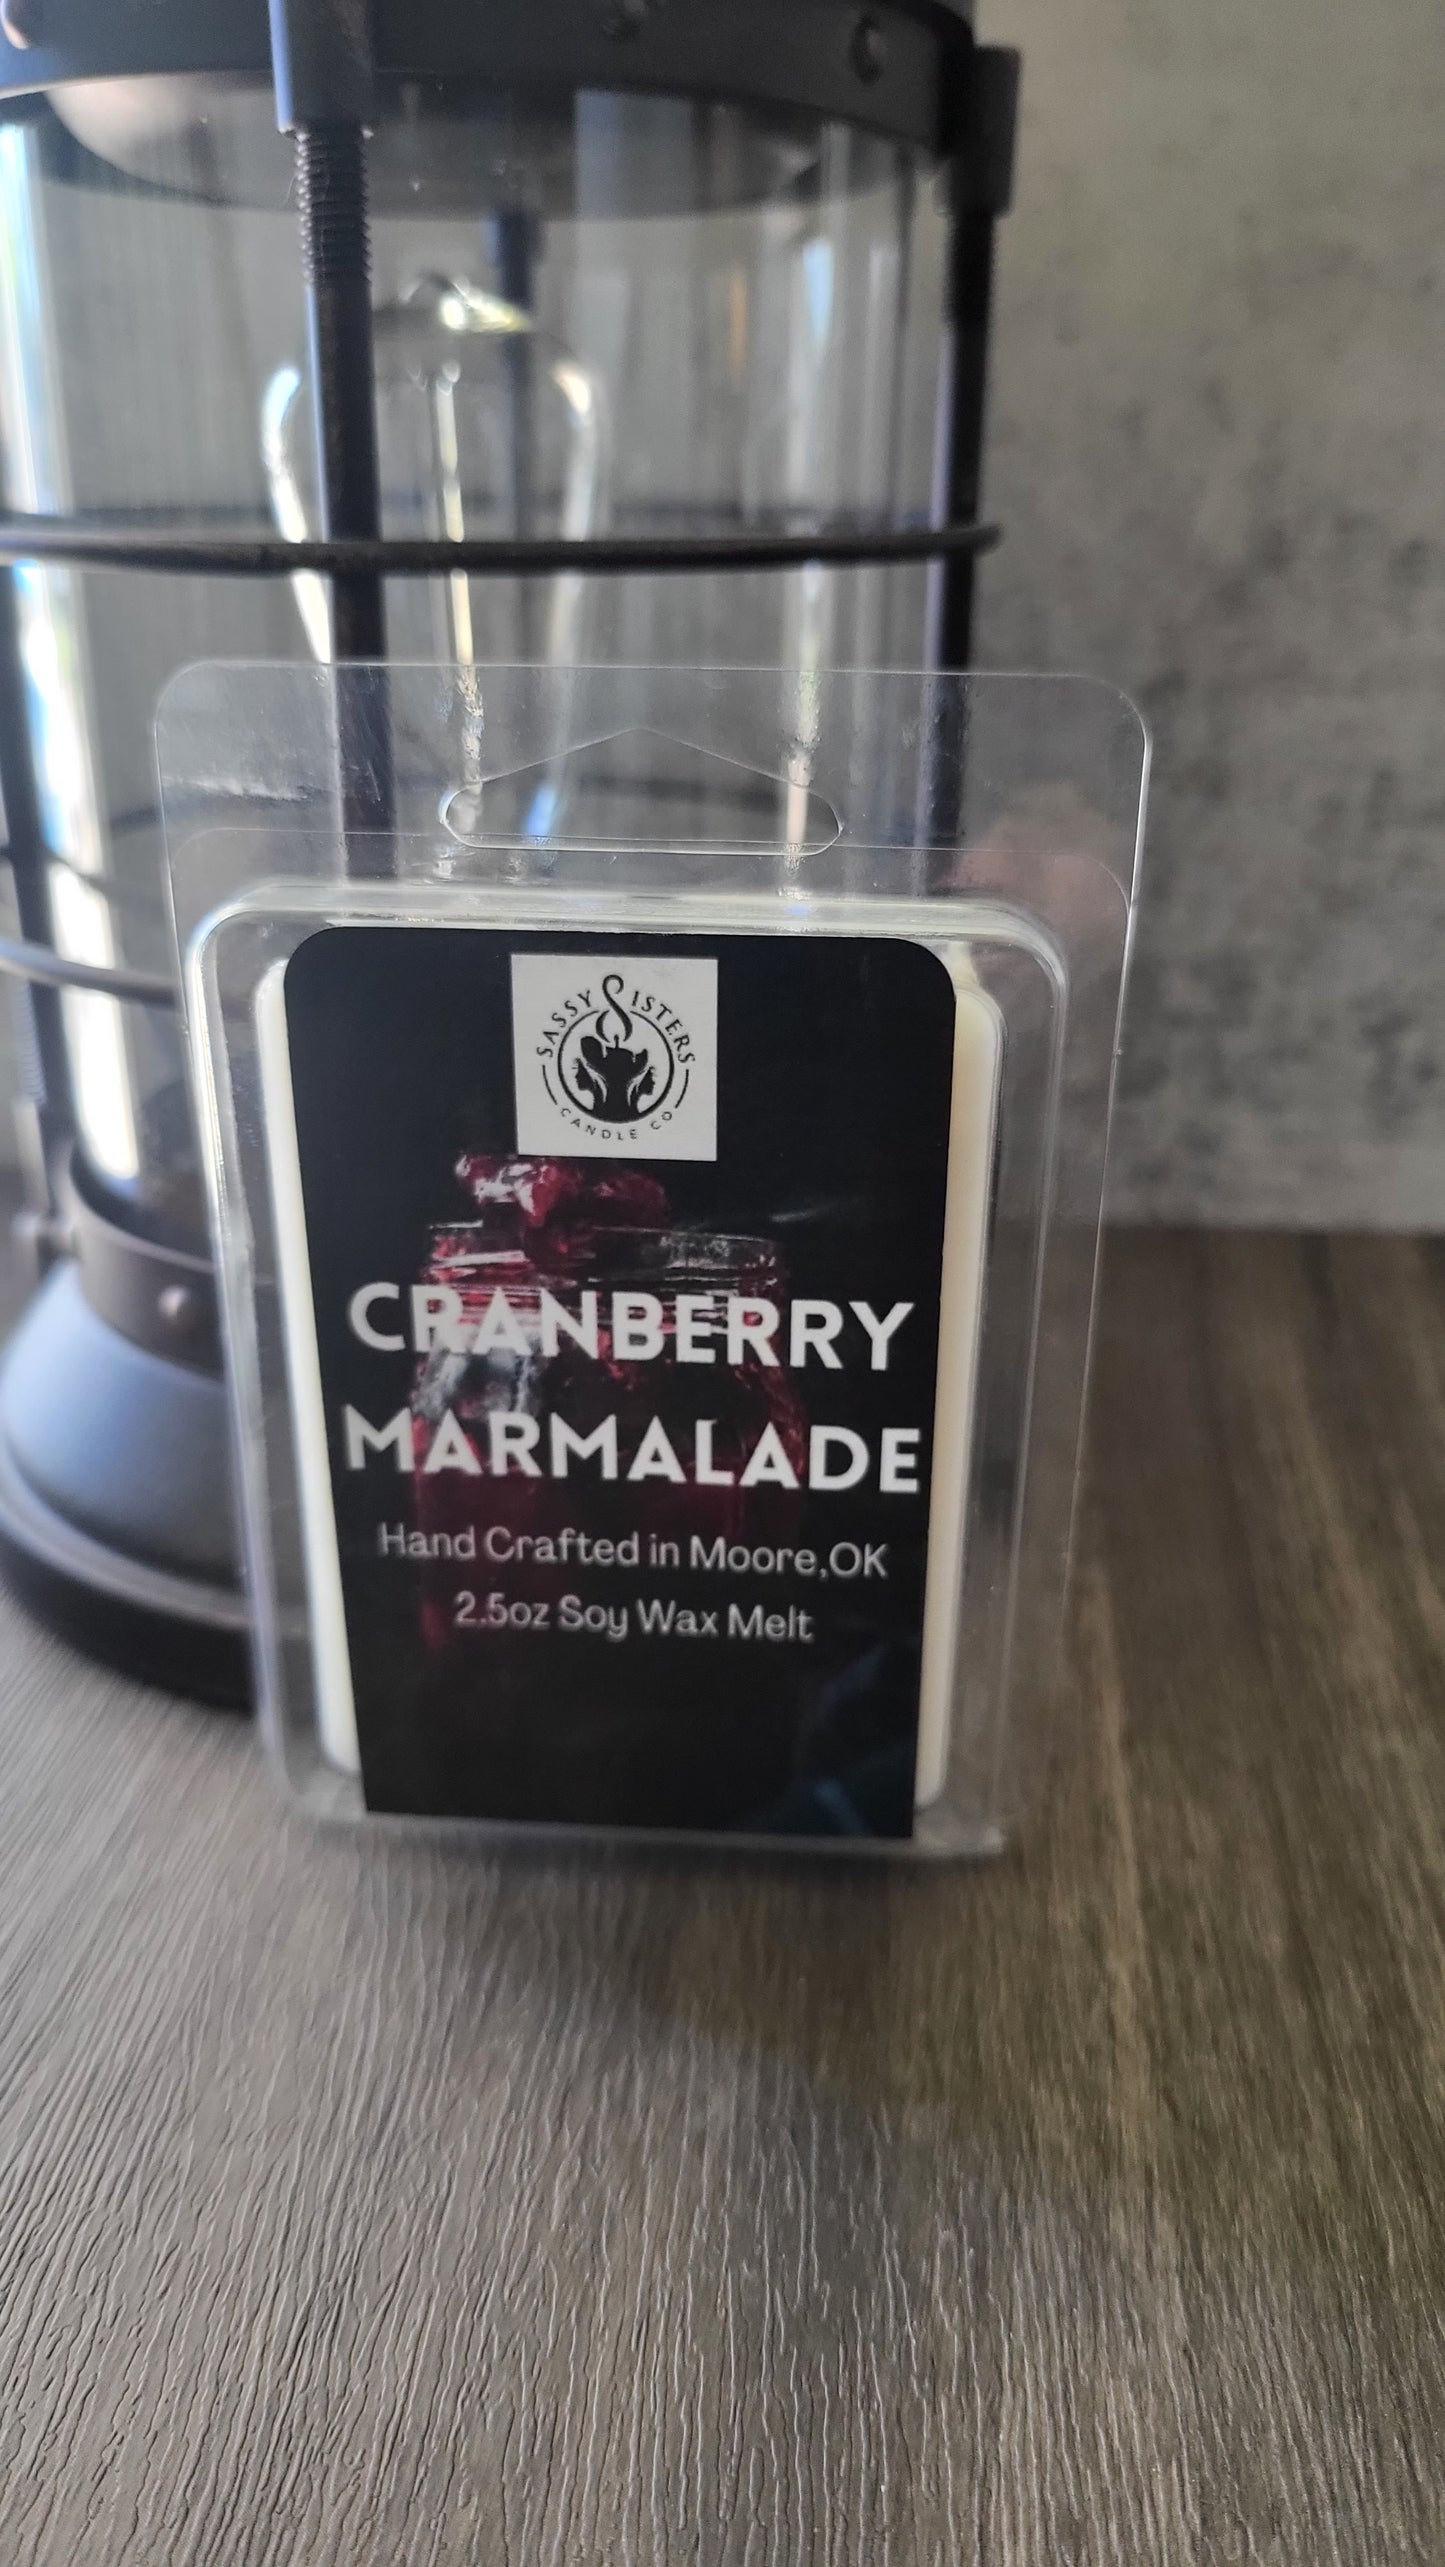 SASSY SISTERS
CANDLE CO
CRANBERRY
MARMALADE
Hand Crafted in Moore,OK
2.5oz Soy Wax Melt